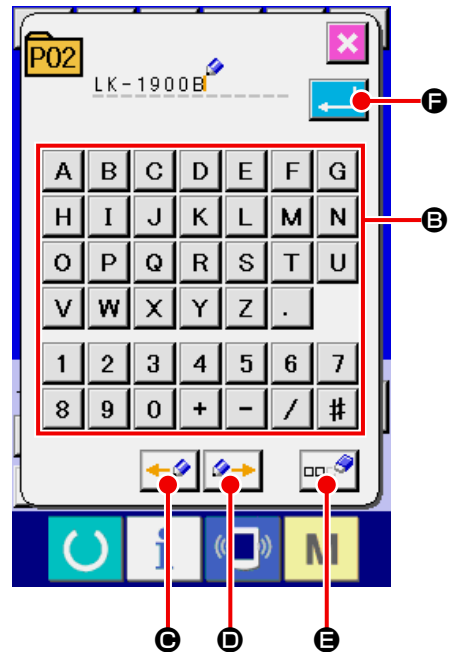 P02
LK-1900B
F
A B C D E F G
B
H I J K L M N
O P Q R S T U
V W X Y Z .
1 2 3 4 5 6 7
8 9 0 + - / #
i M
C D E